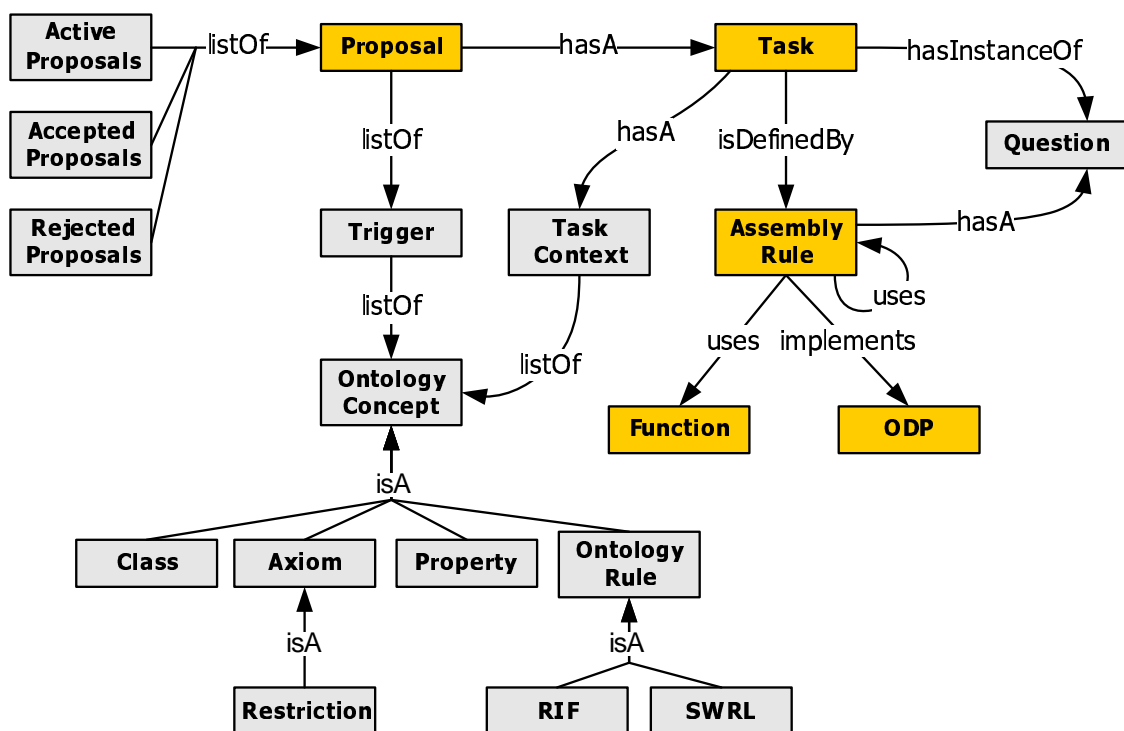 Active
Proposals
listOf
Proposal
hasA
Task
hasInstanceOf
Accepted
Proposals
listOf
hasA
isDefinedBy
Question
Rejected
Proposals
Trigger
Task
Context
Assembly
Rule
hasA
uses
listOf
listOf
uses
implements
Ontology
Concept
Function
ODP
isA
Class
Axiom
Property
Ontology
Rule
isA
isA
Restriction
RIF
SWRL